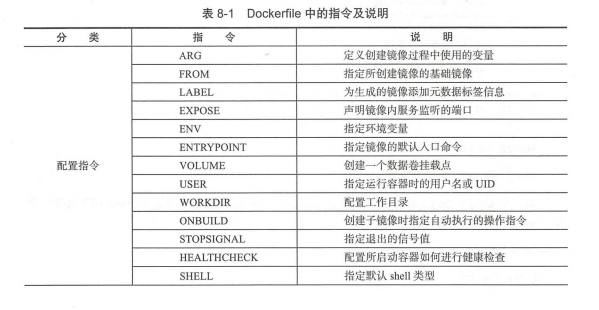 表 8-1 Dockerfile 中的指令及说明
分 类 指 令 说 明
ARG 定义创建镜像过程中使用的变量
FROM 指定所创建镜像的基础镜像
LABEL 为生成的镜像添加元数据标签信息
EXPOSE 声明镜像内服务监听的端口
ENV 指定环境变量
ENTRYPOINT 指定镜像的默认入口命令
配置指令 VOLUME 创建一个数据卷挂载点
USER 指定运行容器时的用户名或 UID
WORKDIR 配置工作目录
ONBUILD 创建子镜像时指定自动执行的操作指令
STOPSIGNAL 指定退出的信号值
HEALTHCHECK 配置所启动容器如何进行健康检查
SHELL 指定默认 shell 类型